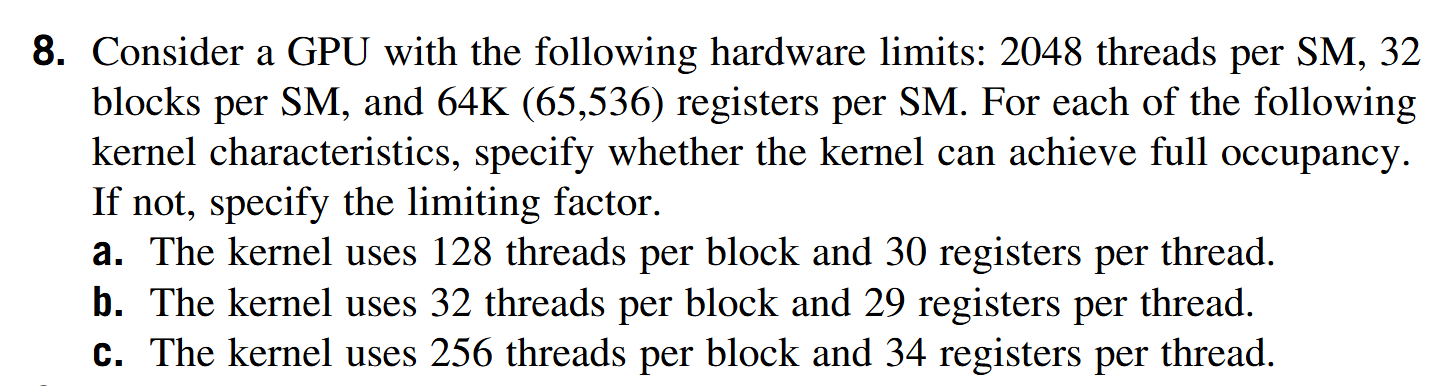 8. Consider a GPU with the following hardware limits: 2048 threads per SM, 32
blocks per SM, and 64K (65,536) registers per SM. For each of the following
kernel characteristics, specify whether the kernel can achieve full occupancy.
If not, specify the limiting factor.
a. The kernel uses 128 threads per block and 30 registers per thread.
b. The kernel uses 32 threads per block and 29 registers per thread.
c. The kernel uses 256 threads per block and 34 registers per thread.